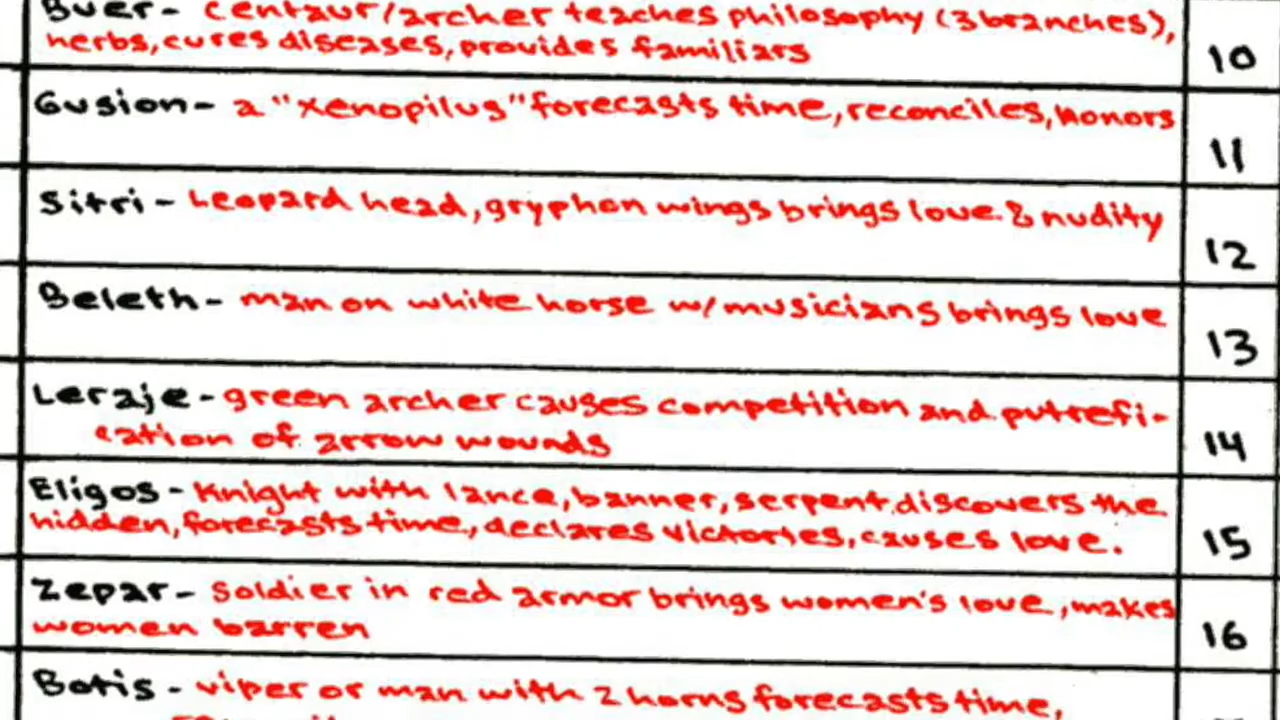 Buer- centaur/archer teaches philosophy (3 branches),
herbs, cures diseases, provides familiars
10
Gusion- a "xenopilus" forecasts time, reconciles, honors
11
Sitri- Leopard head, gryphon wings brings love & nudity
12
Beleth- man on white horse w/musicians brings love
13
Leraje- green archer causes competition and putrefi-
cation of arrow wounds
14
Eligos- Knight with lance, banner, serpent discovers the
hidden, forecasts time, declares victories, causes love.
15
Zepar- Soldier in red armor brings women's love, makes
women barren
16
Botis- viper or man with 2 horns forecasts time,